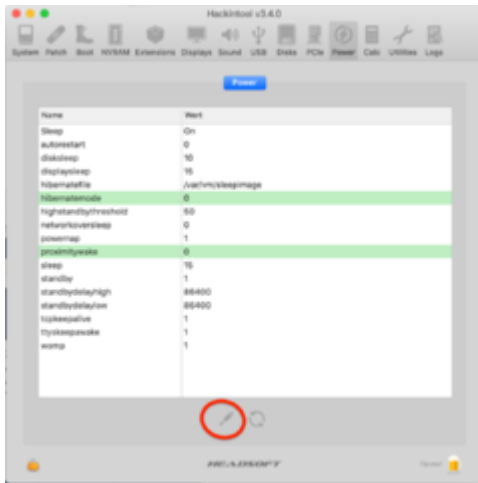 Hackintool v3.4.0
System Patch Boot NVRAM Extensions Displays Sound USB Disks PCIe Power Calc Utilities Logs
Power
Name Wert
Sleep On
autorestart 0
disksleep 10
displaysleep 15
hibernatefile /var/vm/sleepimage
hibernatemode 0
highstandbythreshold 50
networkoversleep 0
powernap 1
proximitywake 0
sleep 15
standby 1
standbydelayhigh 86400
standbydelaylow 86400
tcpkeepalive 1
ttyskeepawake 1
womp 1
HEADSOFT